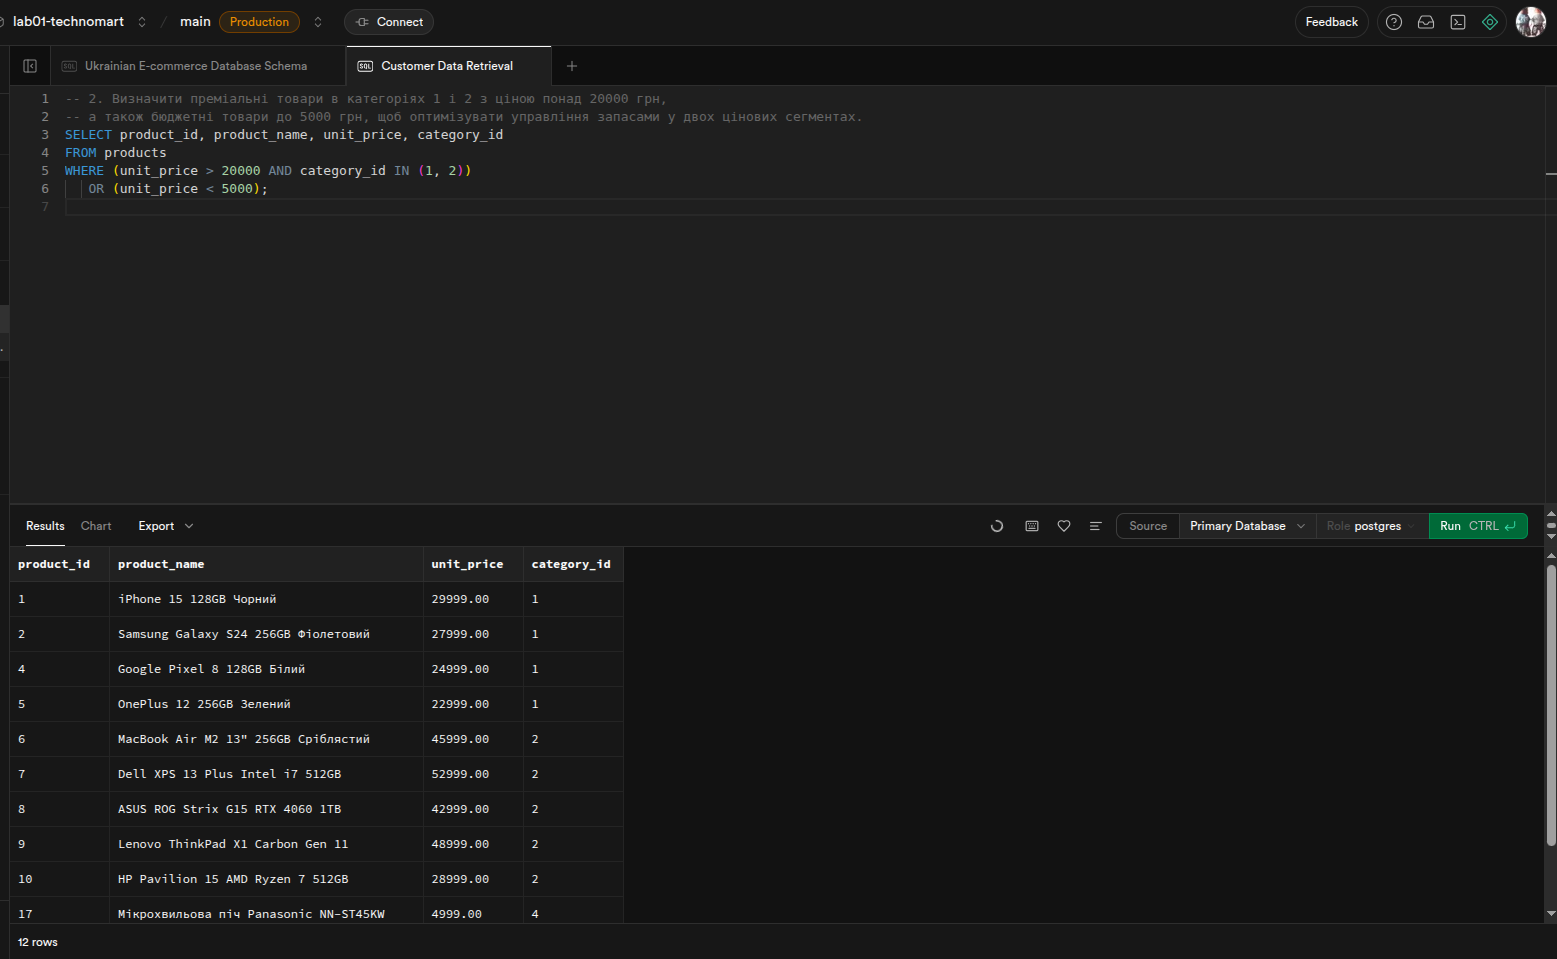 lab01-technomart / main Production Connect Feedback
Ukrainian E-commerce Database Schema Customer Data Retrieval
1 -- 2. Визначити преміальні товари в категоріях 1 і 2 з ціною понад 20000 грн,
2 -- а також бюджетні товари до 5000 грн, щоб оптимізувати управління запасами у двох цінових сегментах.
3 SELECT product_id, product_name, unit_price, category_id
4 FROM products
5 WHERE (unit_price > 20000 AND category_id IN (1, 2))
6 OR (unit_price < 5000);
7
Results Chart Export Source Primary Database Role postgres Run CTRL
product_id product_name unit_price category_id
1 iPhone 15 128GB Чорний 29999.00 1
2 Samsung Galaxy S24 256GB Фіолетовий 27999.00 1
4 Google Pixel 8 128GB Білий 24999.00 1
5 OnePlus 12 256GB Зелений 22999.00 1
6 MacBook Air M2 13" 256GB Сріблястий 45999.00 2
7 Dell XPS 13 Plus Intel i7 512GB 52999.00 2
8 ASUS ROG Strix G15 RTX 4060 1TB 42999.00 2
9 Lenovo ThinkPad X1 Carbon Gen 11 48999.00 2
10 HP Pavilion 15 AMD Ryzen 7 512GB 28999.00 2
17 Мікрохвильова піч Panasonic NN-ST45KW 4999.00 4
12 rows